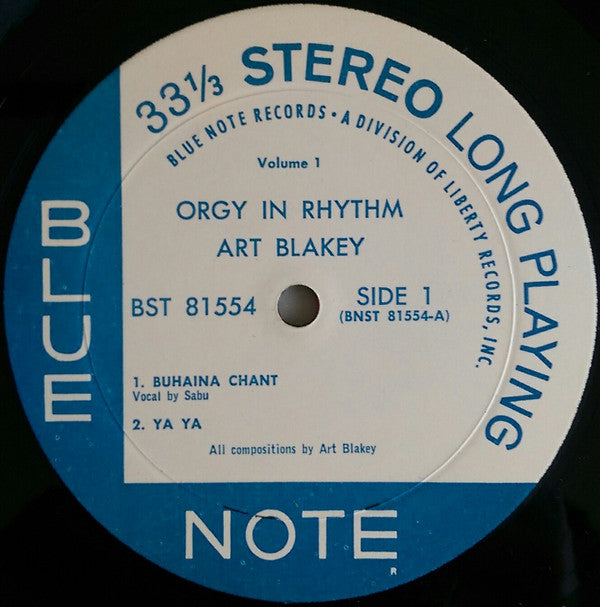 33⅓ STEREO LONG PLAYING
BLUE NOTE RECORDS • A DIVISION OF LIBERTY RECORDS, INC.
Volume 1
ORGY IN RHYTHM
ART BLAKEY
BST 81554
SIDE 1
(BNST 81554-A)
1. BUHAINA CHANT
Vocal by Sabu
2. YA YA
All compositions by Art Blakey
BLUE
NOTE
R